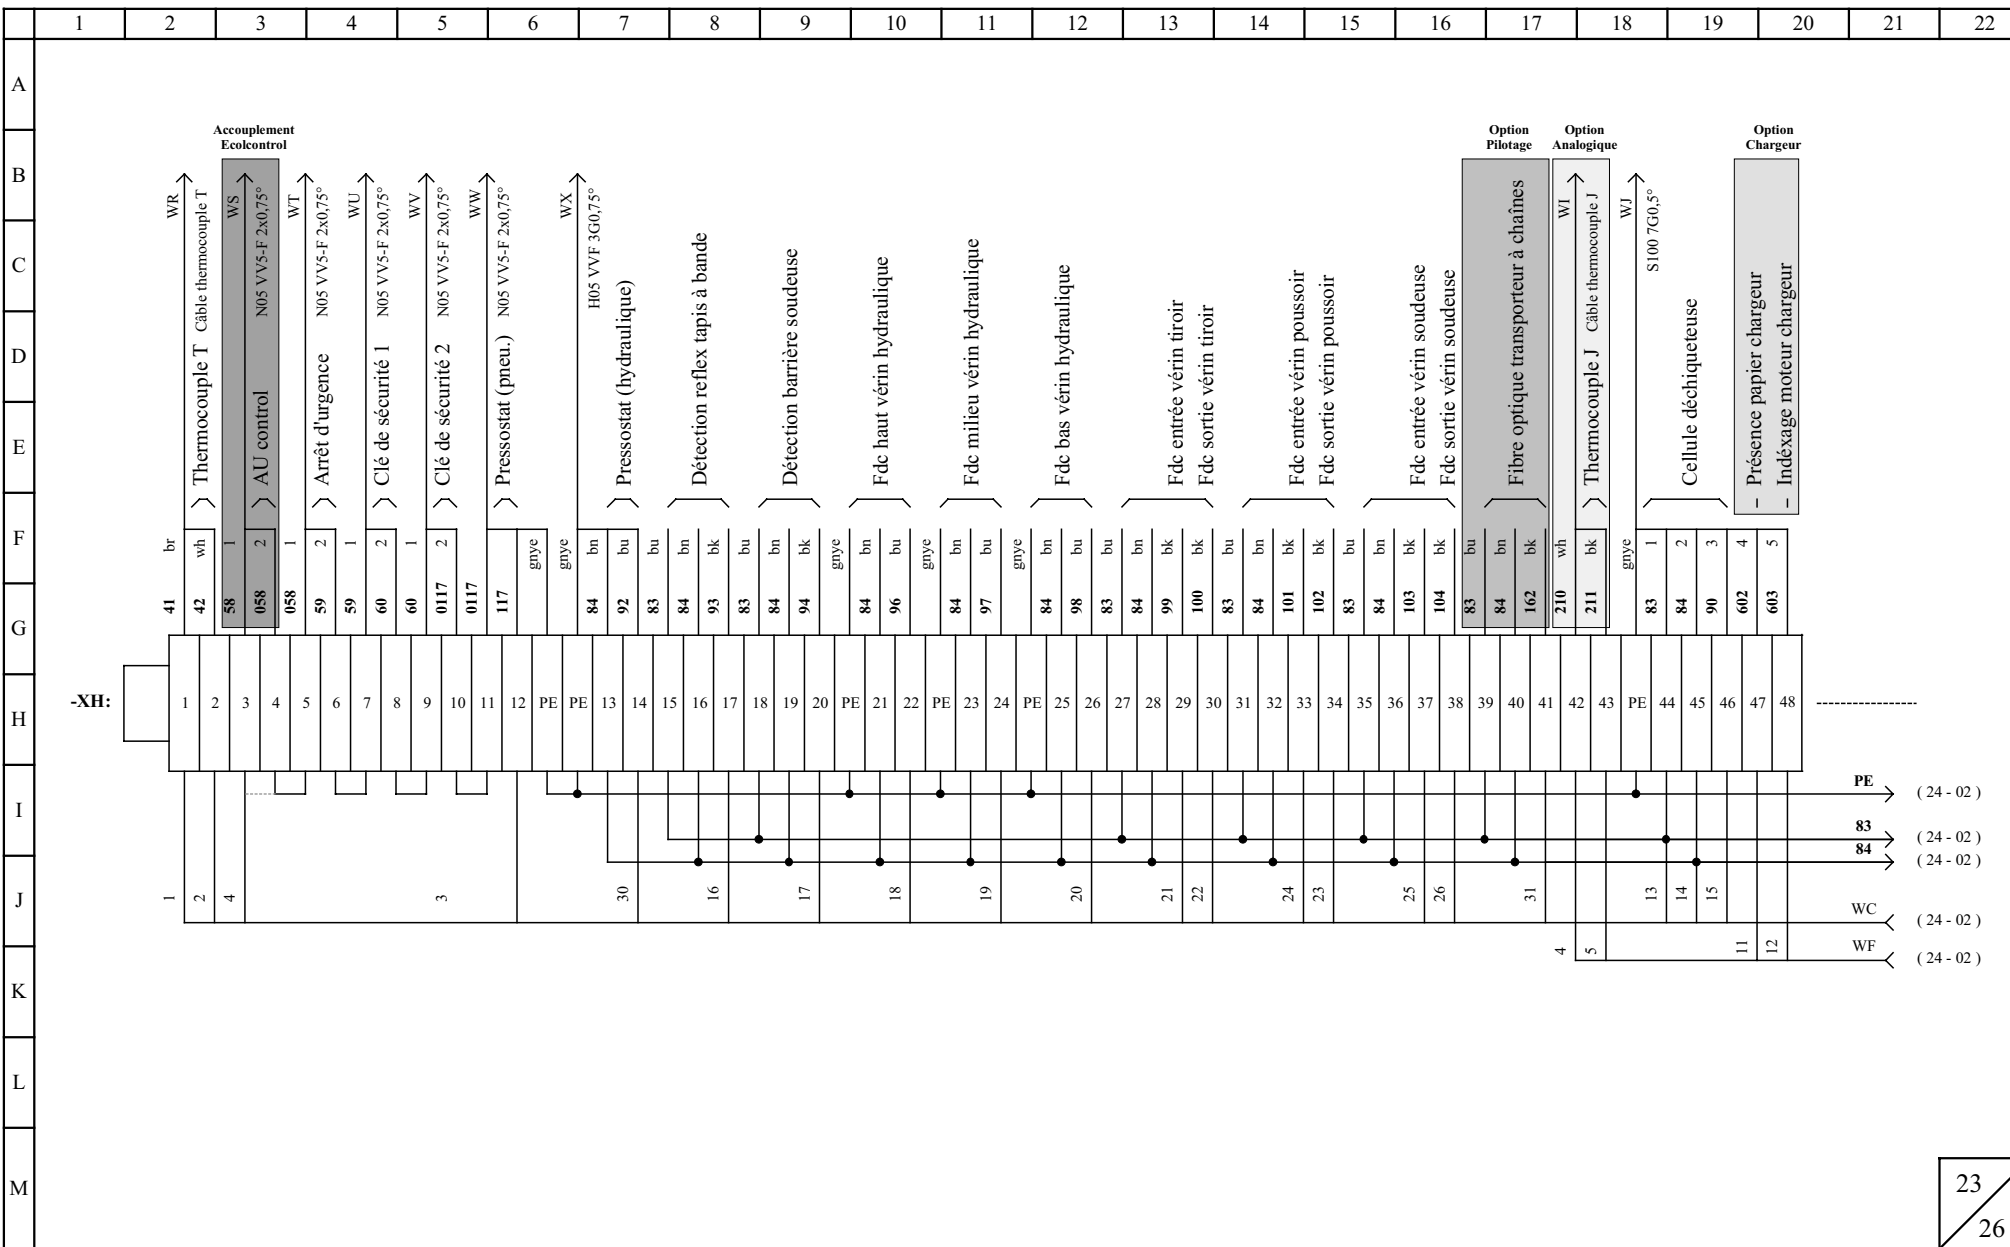 1 2 3 4 5 6 7 8 9 10 11 12 13 14 15 16 17 18 19 20 21 22
A
B
C
D
E
F
G
H
I
J
K
L
M
Accouplement
Ecolcontrol
Option
Pilotage
Option
Analogique
Option
Chargeur
WR
Câble thermocouple T
Thermocouple T
WS
N05 VV5-F 2x0,75°
AU control
WT
N05 VV5-F 2x0,75°
Arrêt d'urgence
WU
N05 VV5-F 2x0,75°
Clé de sécurité 1
WV
N05 VV5-F 2x0,75°
Clé de sécurité 2
WW
N05 VV5-F 2x0,75°
Pressostat (pneu.)
WX
H05 VVF 3G0,75°
Pressostat (hydraulique)
Détection reflex tapis à bande
Détection barrière soudeuse
Fdc haut vérin hydraulique
Fdc milieu vérin hydraulique
Fdc bas vérin hydraulique
Fdc entrée vérin tiroir
Fdc sortie vérin tiroir
Fdc entrée vérin poussoir
Fdc sortie vérin poussoir
Fdc entrée vérin soudeuse
Fdc sortie vérin soudeuse
Fibre optique transporteur à chaînes
WI
Câble thermocouple J
Thermocouple J
WJ
S100 7G0,5°
Cellule déchiqueteuse
– Présence papier chargeur
– Indéxage moteur chargeur
br wh 1 2 1 2 1 2 1 2 gnye gnye bn bu bu bn bk bu bn bk gnye bn bu gnye bn bu gnye bn bu bu bn bk bk bu bn bk bk bu bn bk bk bu bn bk wh bk gnye 1 2 3 4 5
41 42 58 058 058 59 59 60 60 0117 0117 117 84 92 83 84 93 83 84 94 84 96 84 97 84 98 83 84 99 100 83 84 101 102 83 84 103 104 83 84 162 210 211 83 84 90 602 603
-XH: 1 2 3 4 5 6 7 8 9 10 11 12 PE PE 13 14 15 16 17 18 19 20 PE 21 22 PE 23 24 PE 25 26 27 28 29 30 31 32 33 34 35 36 37 38 39 40 41 42 43 PE 44 45 46 47 48
PE ( 24 - 02 )
83 ( 24 - 02 )
84 ( 24 - 02 )
1 2 4 3 30 16 17 18 19 20 21 22 24 23 25 26 31 13 14 15
WC ( 24 - 02 )
4 5 11 12 WF ( 24 - 02 )
23
26